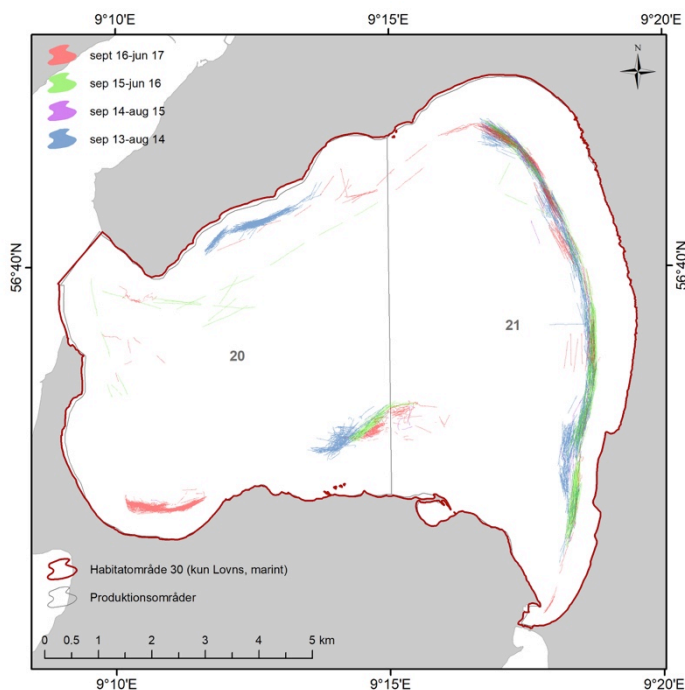 9°10'E 9°15'E 9°20'E
sept 16-jun 17
N
sep 15-jun 16
sep 14-aug 15
sep 13-aug 14
56°40'N 56°40'N
21
20
Habitatområde 30 (kun Lovns, marint)
Produktionsområder
0 0.5 1 2 3 4 5 km
9°10'E 9°15'E 9°20'E